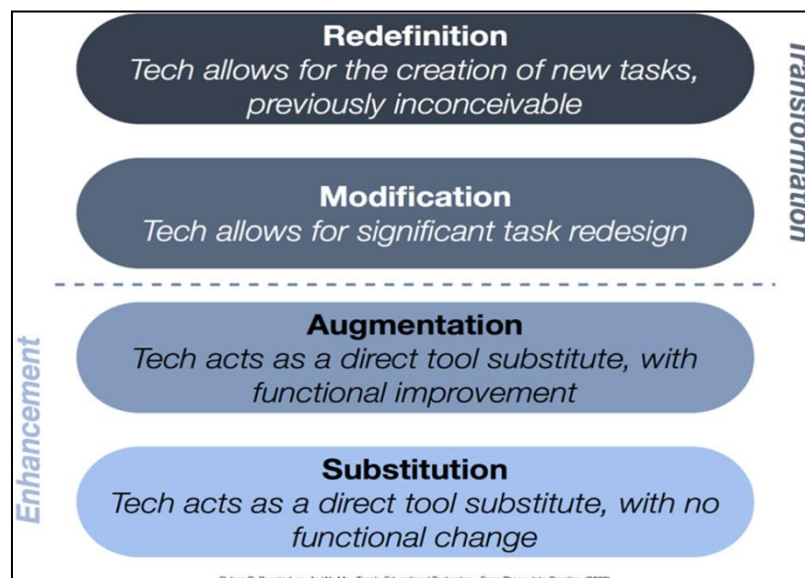 Redefinition
Tech allows for the creation of new tasks,
previously inconceivable
Transformation
Modification
Tech allows for significant task redesign
Augmentation
Tech acts as a direct tool substitute, with
functional improvement
Enhancement
Substitution
Tech acts as a direct tool substitute, with no
functional change